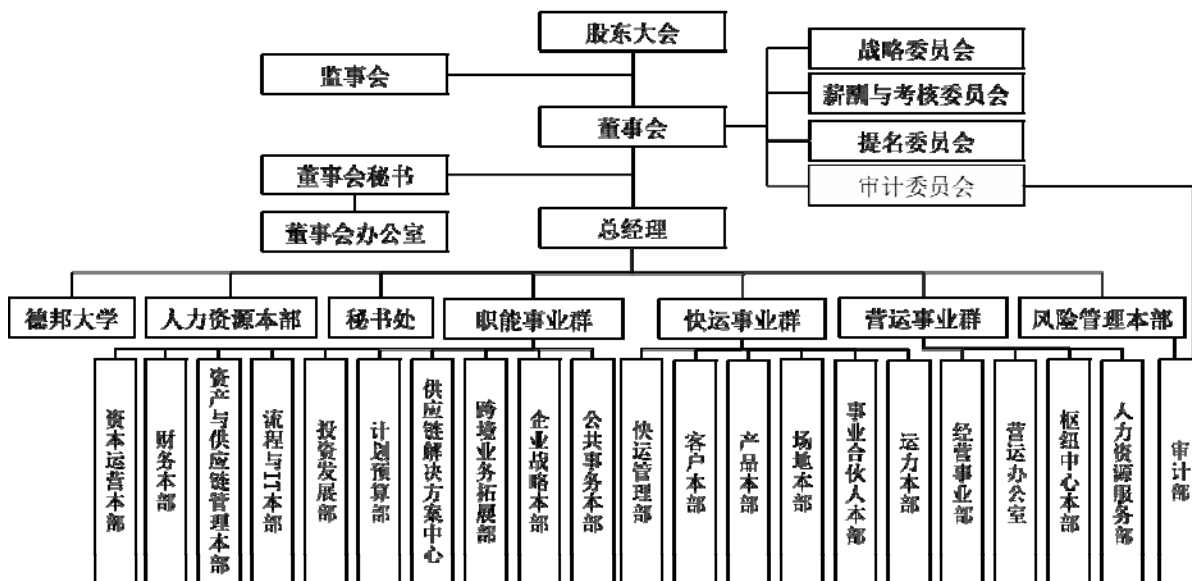 股东大会
监事会
战略委员会
薪酬与考核委员会
董事会
提名委员会
董事会秘书
审计委员会
董事会办公室
总经理
德邦大学
人力资源本部
秘书处
职能事业群
快运事业群
营运事业群
风险管理本部
资本运营本部
财务本部
资产与供应链管理本部
流程与IT本部
投资发展部
计划预算部
供应链解决方案中心
跨境业务拓展部
企业战略本部
公共事务本部
快运管理部
客户本部
产品本部
场地本部
事业合伙人本部
运力本部
经营事业部
营运办公室
枢纽中心本部
人力资源服务部
审计部